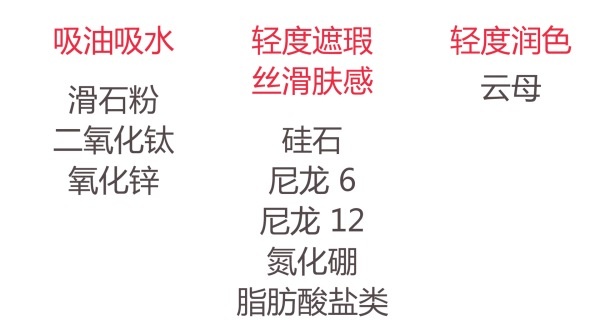 吸油吸水
滑石粉
二氧化钛
氧化锌
轻度遮瑕
丝滑肤感
硅石
尼龙 6
尼龙 12
氮化硼
脂肪酸盐类
轻度润色
云母